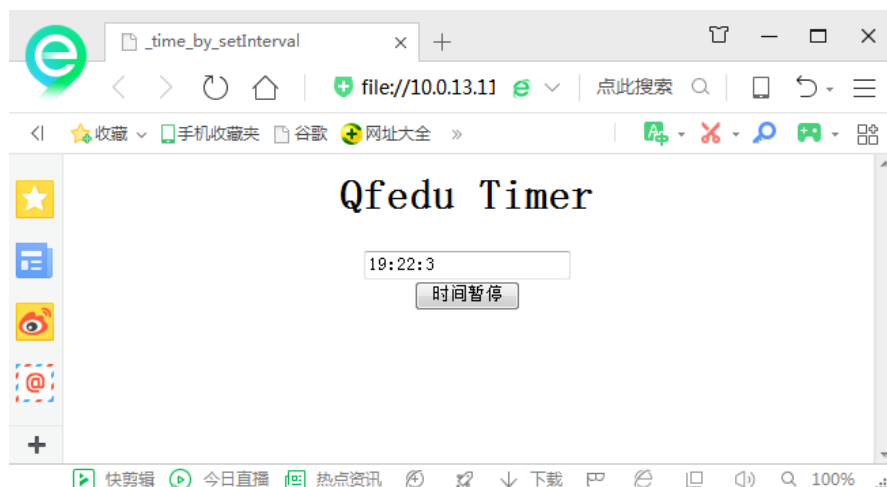 _time_by_setInterval
file://10.0.13.11
点此搜索
收藏 手机收藏夹 谷歌 网址大全 »
Qfedu Timer
19:22:3
时间暂停
快剪辑 今日直播 热点资讯 下载 100%